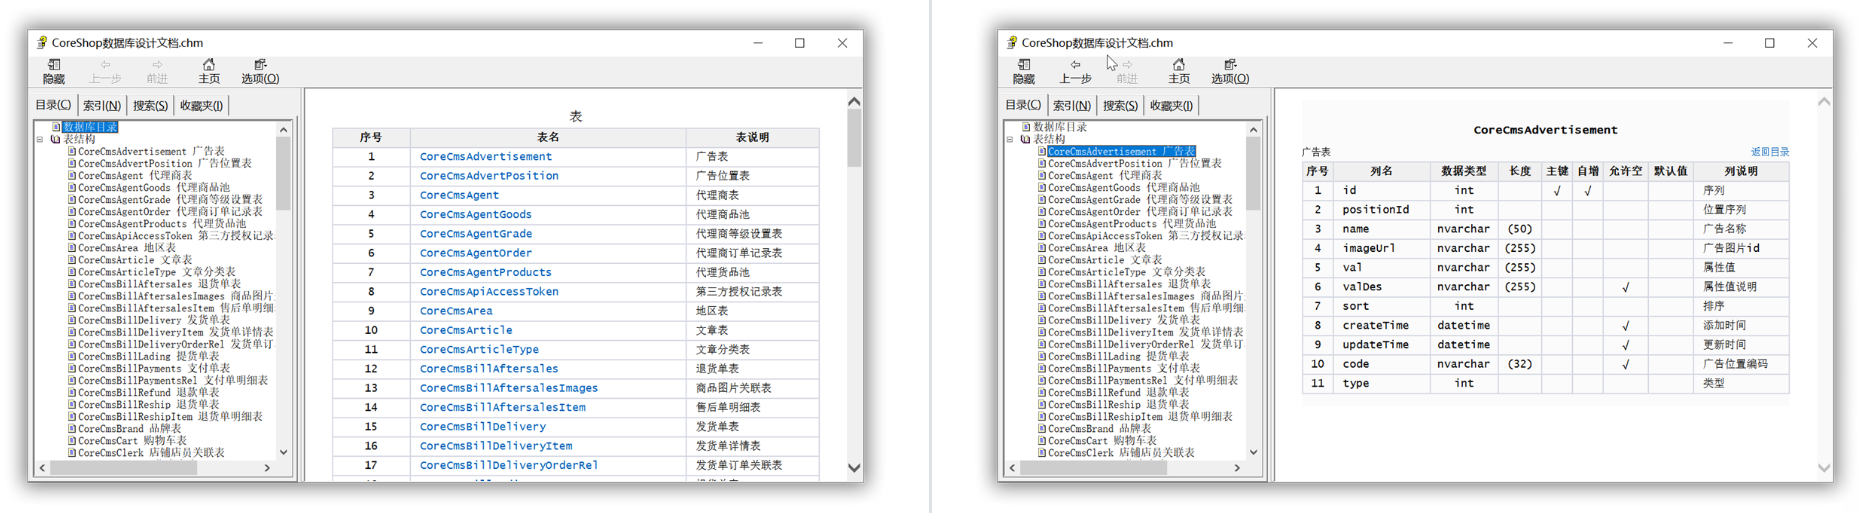 CoreShop数据库设计文档.chm
隐藏 上一步 前进 主页 选项(O)
目录(C) 索引(N) 搜索(S) 收藏夹(I)
数据库目录
表结构
CoreCmsAdvertisement 广告表
CoreCmsAdvertPosition 广告位置表
CoreCmsAgent 代理商表
CoreCmsAgentGoods 代理商品池
CoreCmsAgentGrade 代理商等级设置表
CoreCmsAgentOrder 代理商订单记录表
CoreCmsAgentProducts 代理货品池
CoreCmsApiAccessToken 第三方授权记录
CoreCmsArea 地区表
CoreCmsArticle 文章表
CoreCmsArticleType 文章分类表
CoreCmsBillAftersales 退货单表
CoreCmsBillAftersalesImages 商品图片
CoreCmsBillAftersalesItem 售后单明细
CoreCmsBillDelivery 发货单表
CoreCmsBillDeliveryItem 发货单详情表
CoreCmsBillDeliveryOrderRel 发货单订
CoreCmsBillLading 提货单表
CoreCmsBillPayments 支付单表
CoreCmsBillPaymentsRel 支付单明细表
CoreCmsBillRefund 退款单表
CoreCmsBillReship 退货单表
CoreCmsBillReshipItem 退货单明细表
CoreCmsBrand 品牌表
CoreCmsCart 购物车表
CoreCmsClerk 店铺店员关联表
表
序号 表名 表说明
1 CoreCmsAdvertisement 广告表
2 CoreCmsAdvertPosition 广告位置表
3 CoreCmsAgent 代理商表
4 CoreCmsAgentGoods 代理商品池
5 CoreCmsAgentGrade 代理商等级设置表
6 CoreCmsAgentOrder 代理商订单记录表
7 CoreCmsAgentProducts 代理货品池
8 CoreCmsApiAccessToken 第三方授权记录表
9 CoreCmsArea 地区表
10 CoreCmsArticle 文章表
11 CoreCmsArticleType 文章分类表
12 CoreCmsBillAftersales 退货单表
13 CoreCmsBillAftersalesImages 商品图片关联表
14 CoreCmsBillAftersalesItem 售后单明细表
15 CoreCmsBillDelivery 发货单表
16 CoreCmsBillDeliveryItem 发货单详情表
17 CoreCmsBillDeliveryOrderRel 发货单订单关联表
CoreShop数据库设计文档.chm
隐藏 上一步 前进 主页 选项(O)
目录(C) 索引(N) 搜索(S) 收藏夹(I)
数据库目录
表结构
CoreCmsAdvertisement 广告表
CoreCmsAdvertPosition 广告位置表
CoreCmsAgent 代理商表
CoreCmsAgentGoods 代理商品池
CoreCmsAgentGrade 代理商等级设置表
CoreCmsAgentOrder 代理商订单记录表
CoreCmsAgentProducts 代理货品池
CoreCmsApiAccessToken 第三方授权记录
CoreCmsArea 地区表
CoreCmsArticle 文章表
CoreCmsArticleType 文章分类表
CoreCmsBillAftersales 退货单表
CoreCmsBillAftersalesImages 商品图片
CoreCmsBillAftersalesItem 售后单明细
CoreCmsBillDelivery 发货单表
CoreCmsBillDeliveryItem 发货单详情表
CoreCmsBillDeliveryOrderRel 发货单订
CoreCmsBillLading 提货单表
CoreCmsBillPayments 支付单表
CoreCmsBillPaymentsRel 支付单明细表
CoreCmsBillRefund 退款单表
CoreCmsBillReship 退货单表
CoreCmsBillReshipItem 退货单明细表
CoreCmsBrand 品牌表
CoreCmsCart 购物车表
CoreCmsClerk 店铺店员关联表
CoreCmsAdvertisement
广告表 返回目录
序号 列名 数据类型 长度 主键 自增 允许空 默认值 列说明
1 id int √ √ 序列
2 positionId int 位置序列
3 name nvarchar (50) 广告名称
4 imageUrl nvarchar (255) 广告图片id
5 val nvarchar (255) 属性值
6 valDes nvarchar (255) √ 属性值说明
7 sort int 排序
8 createTime datetime √ 添加时间
9 updateTime datetime √ 更新时间
10 code nvarchar (32) √ 广告位置编码
11 type int 类型